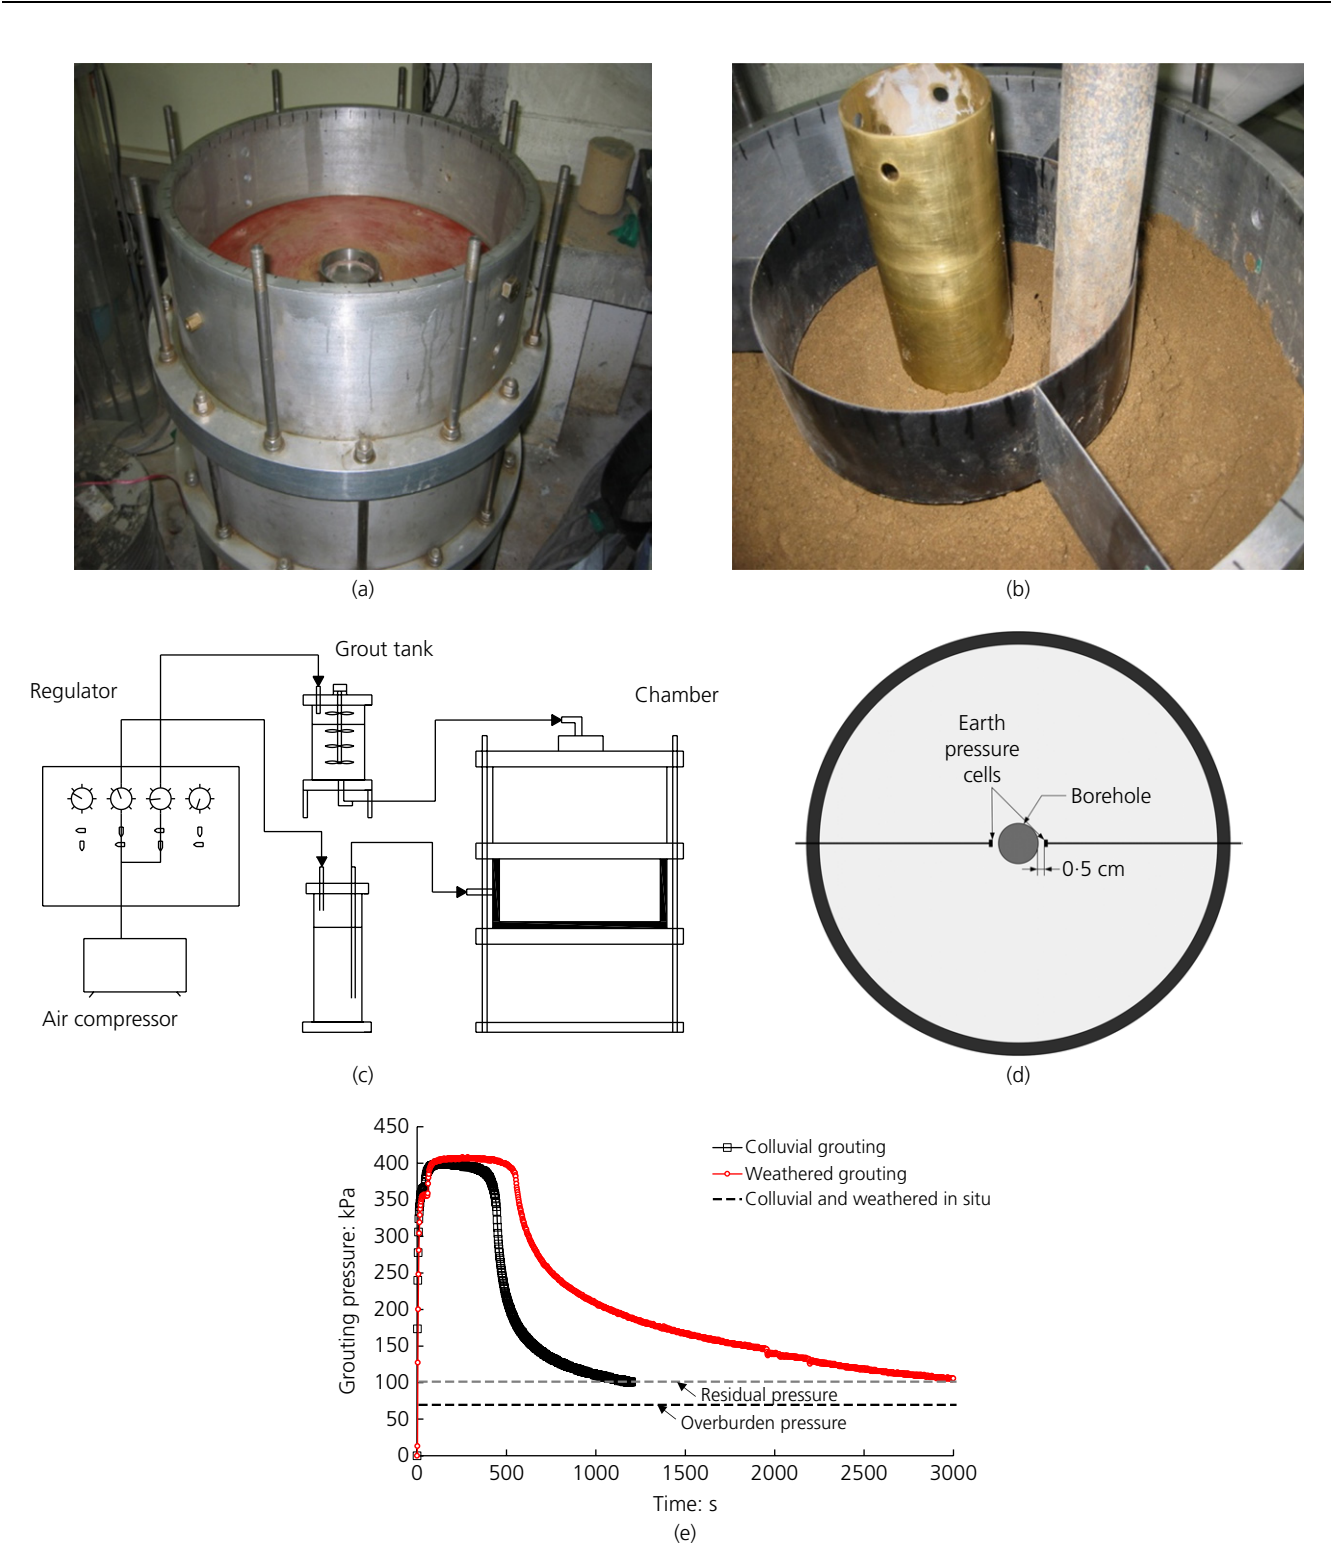 (a)
(b)
Grout tank
Regulator
Chamber
Air compressor
(c)
Earth
pressure
cells
Borehole
0·5 cm
(d)
Grouting pressure: kPa
450
400
350
300
250
200
150
100
50
0
Colluvial grouting
Weathered grouting
Colluvial and weathered in situ
Residual pressure
Overburden pressure
0
500
1000
1500
2000
2500
3000
Time: s
(e)